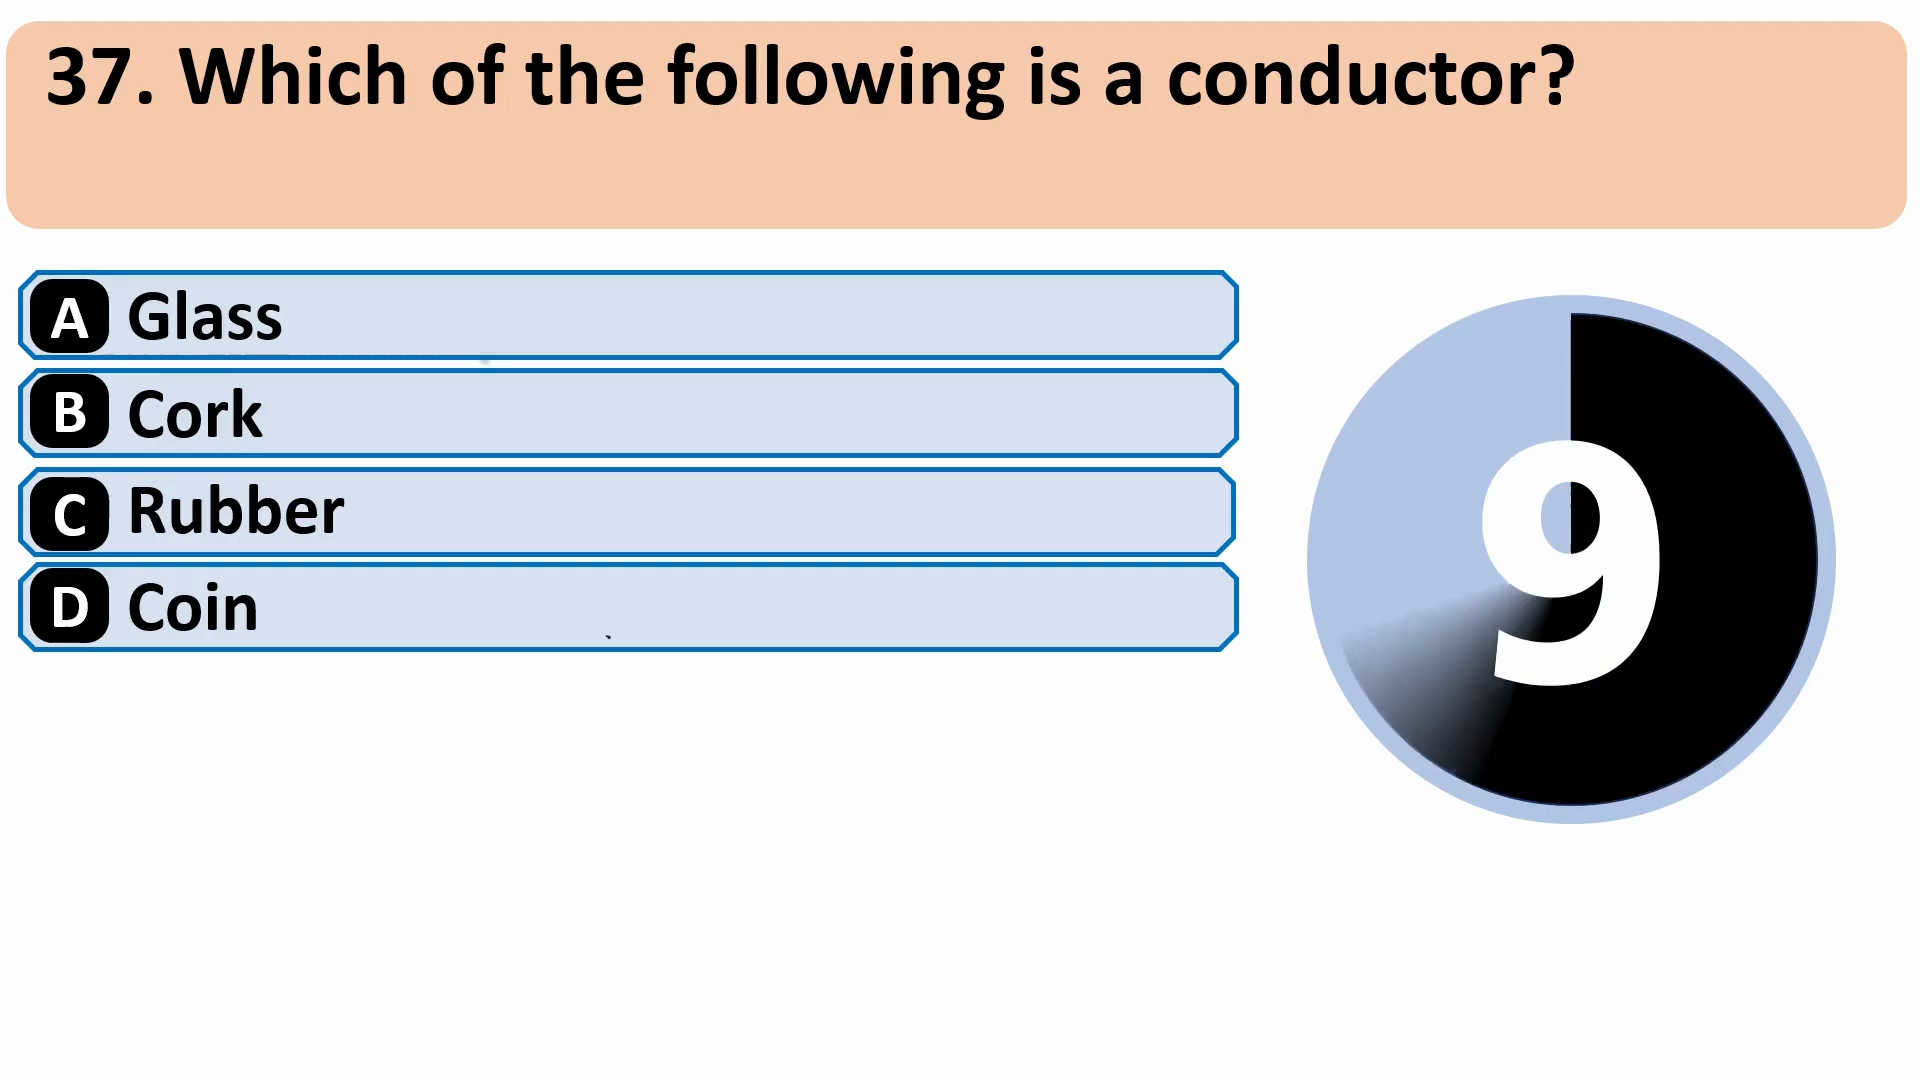 37. Which of the following is a conductor?
A Glass
B Cork
C Rubber
D Coin
9